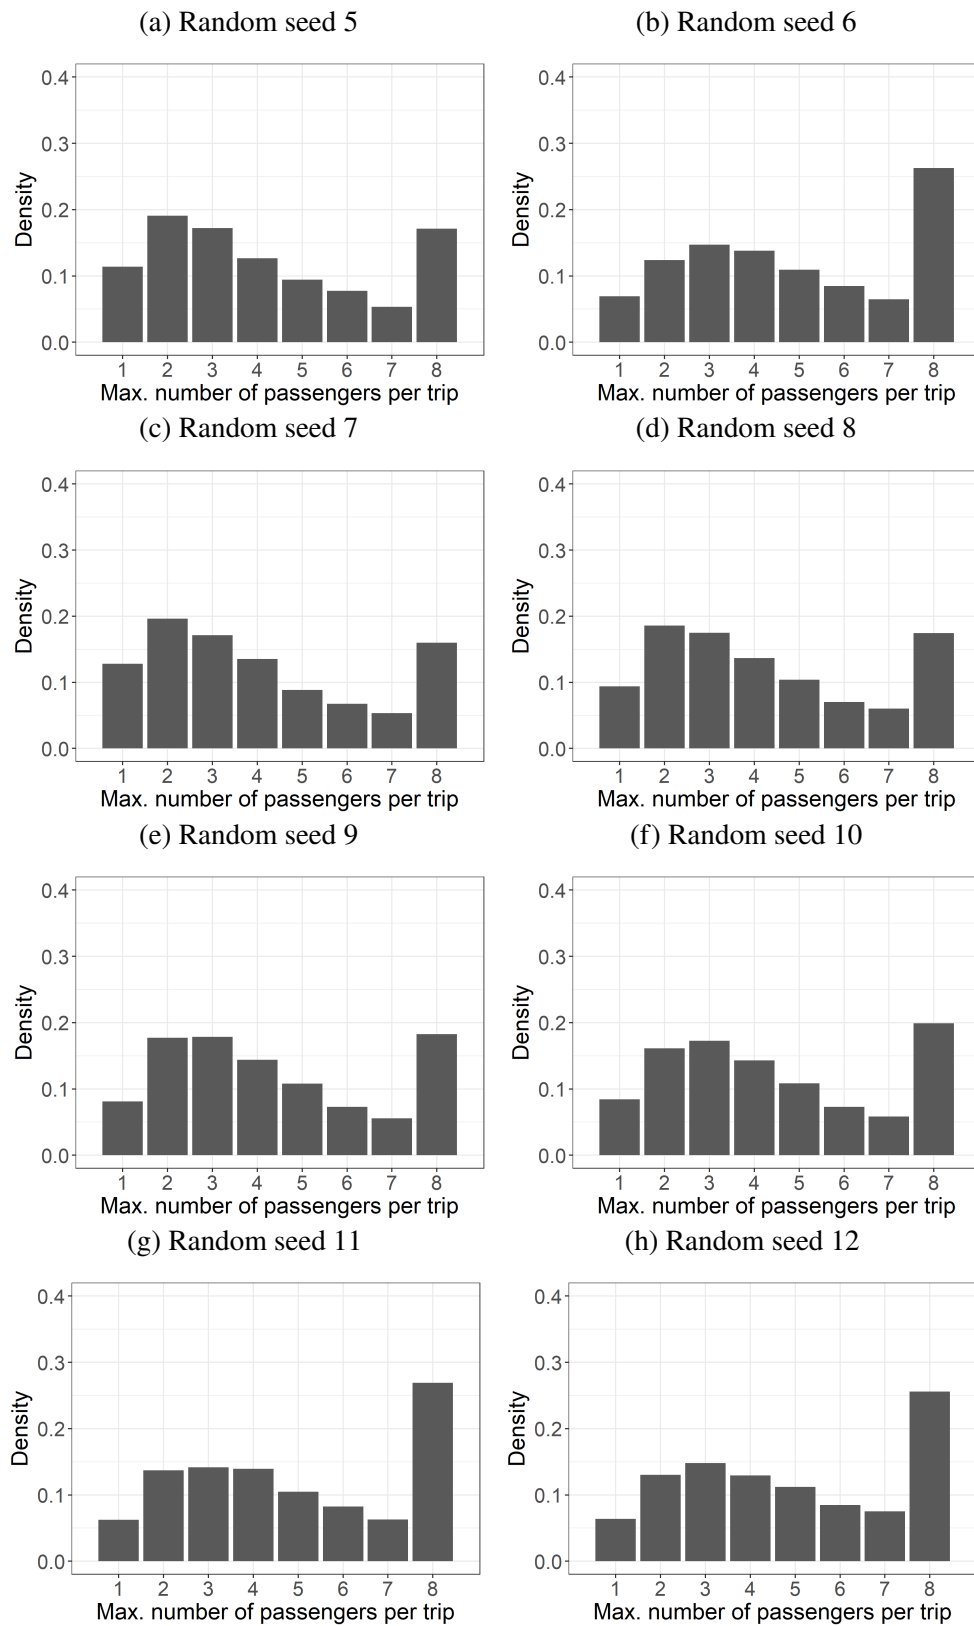 (a) Random seed 5
(b) Random seed 6
0.4
0.3
0.2
0.1
0.0
Density
1 2 3 4 5 6 7 8
Max. number of passengers per trip
0.4
0.3
0.2
0.1
0.0
Density
1 2 3 4 5 6 7 8
Max. number of passengers per trip
(c) Random seed 7
(d) Random seed 8
0.4
0.3
0.2
0.1
0.0
Density
1 2 3 4 5 6 7 8
Max. number of passengers per trip
0.4
0.3
0.2
0.1
0.0
Density
1 2 3 4 5 6 7 8
Max. number of passengers per trip
(e) Random seed 9
(f) Random seed 10
0.4
0.3
0.2
0.1
0.0
Density
1 2 3 4 5 6 7 8
Max. number of passengers per trip
0.4
0.3
0.2
0.1
0.0
Density
1 2 3 4 5 6 7 8
Max. number of passengers per trip
(g) Random seed 11
(h) Random seed 12
0.4
0.3
0.2
0.1
0.0
Density
1 2 3 4 5 6 7 8
Max. number of passengers per trip
0.4
0.3
0.2
0.1
0.0
Density
1 2 3 4 5 6 7 8
Max. number of passengers per trip